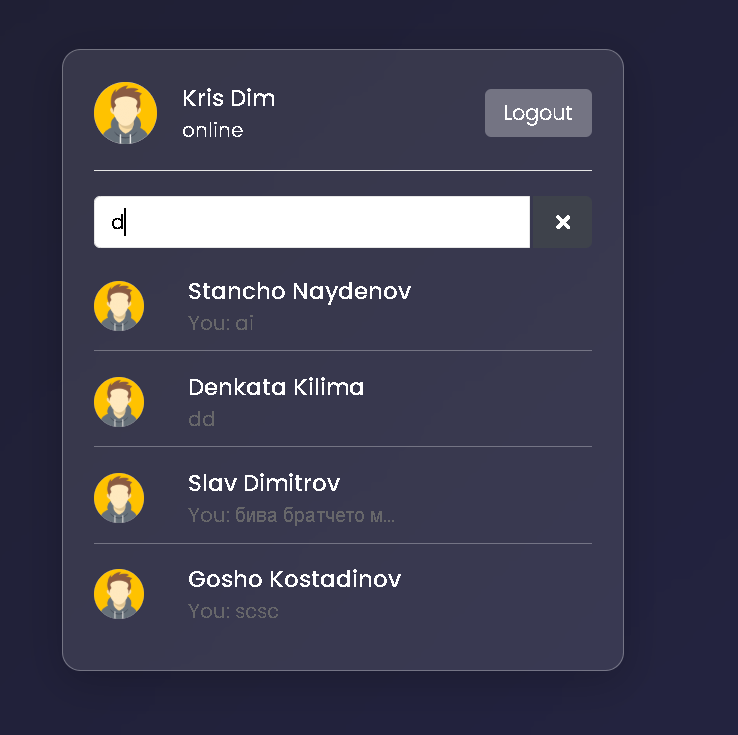 Kris Dim
online
Logout
d
Stancho Naydenov
You: ai
Denkata Kilima
dd
Slav Dimitrov
You: бива братчето м...
Gosho Kostadinov
You: scsc